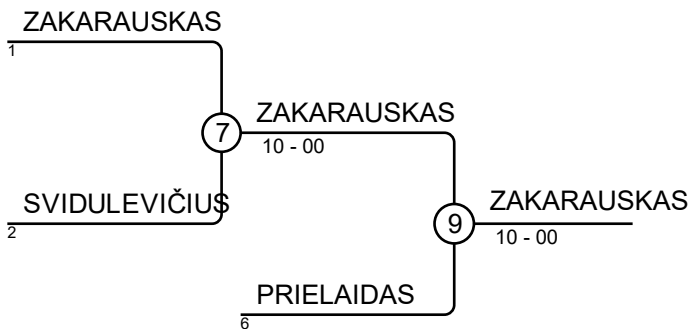 ZAKARAUSKAS
1
7
ZAKARAUSKAS
10 - 00
SVIDULEVIČIUS
2
9
ZAKARAUSKAS
10 - 00
PRIELAIDAS
6